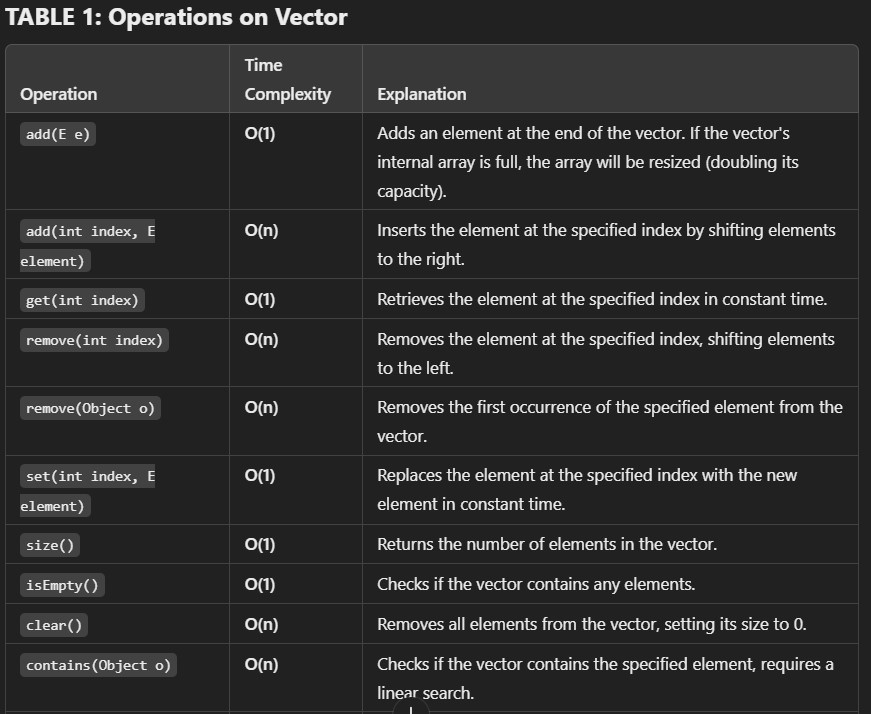 TABLE 1: Operations on Vector
Operation
Time
Complexity
Explanation
add(E e)
O(1)
Adds an element at the end of the vector. If the vector's
internal array is full, the array will be resized (doubling its
capacity).
add(int index, E
element)
O(n)
Inserts the element at the specified index by shifting elements
to the right.
get(int index)
O(1)
Retrieves the element at the specified index in constant time.
remove(int index)
O(n)
Removes the element at the specified index, shifting elements
to the left.
remove(Object o)
O(n)
Removes the first occurrence of the specified element from the
vector.
set(int index, E
element)
O(1)
Replaces the element at the specified index with the new
element in constant time.
size()
O(1)
Returns the number of elements in the vector.
isEmpty()
O(1)
Checks if the vector contains any elements.
clear()
O(n)
Removes all elements from the vector, setting its size to 0.
contains(Object o)
O(n)
Checks if the vector contains the specified element, requires a
linear search.